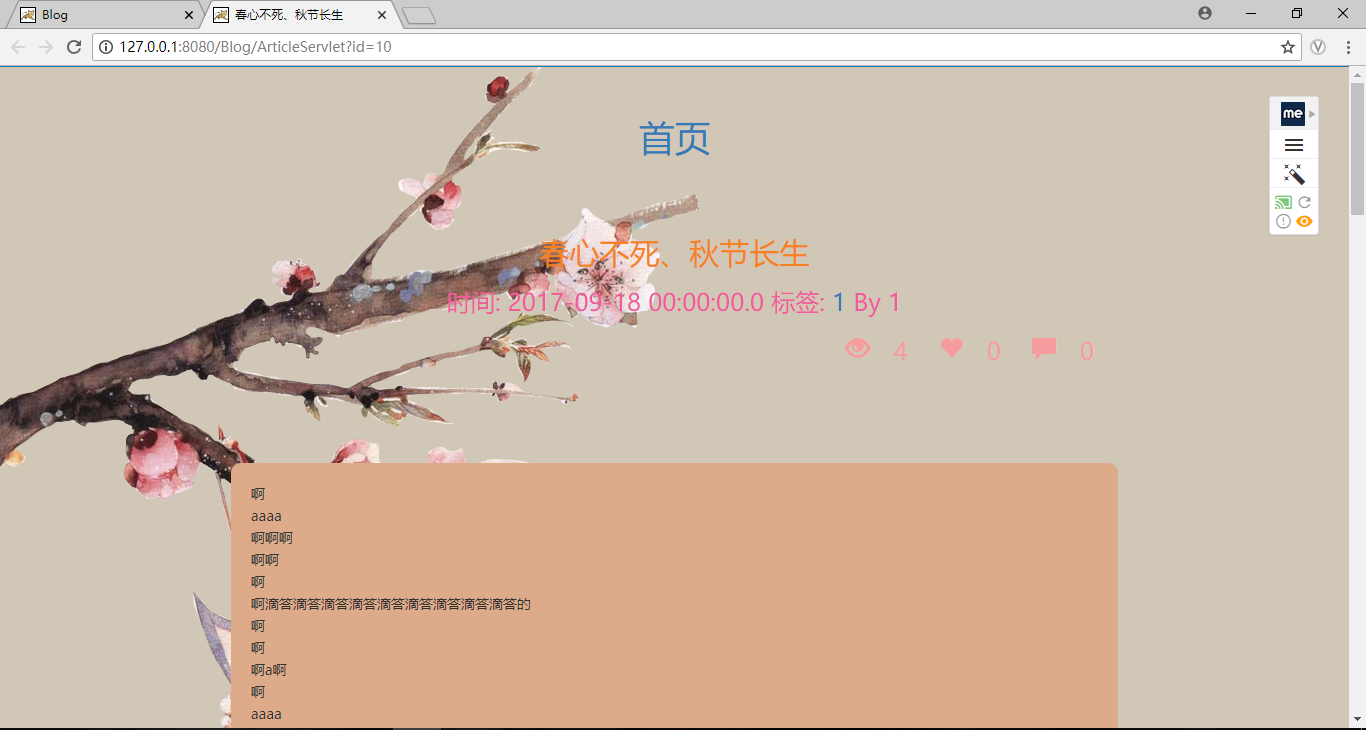 Blog
春心不死、秋节长生
127.0.0.1:8080/Blog/ArticleServlet?id=10
me
首页
春心不死、秋节长生
时间: 2017-09-18 00:00:00.0 标签: 1 By 1
4 0 0
啊
aaaa
啊啊啊
啊啊
啊
啊滴答滴答滴答滴答滴答滴答滴答滴答滴答的
啊
啊
啊a啊
啊
aaaa